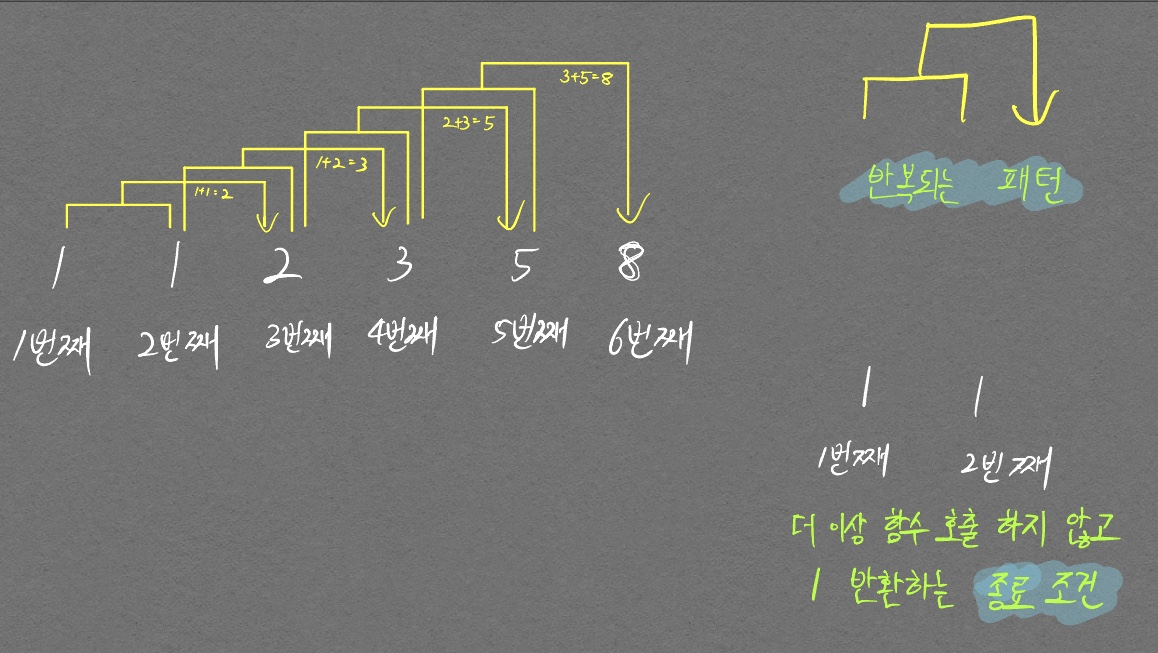 3+5=8
2+3=5
1+2=3
1+1=2
1 1 2 3 5 8
1번째 2번째 3번째 4번째 5번째 6번째
반복되는 패턴
1 1
1번째 2번째
더 이상 함수 호출 하지 않고
1 반환하는 종료 조건